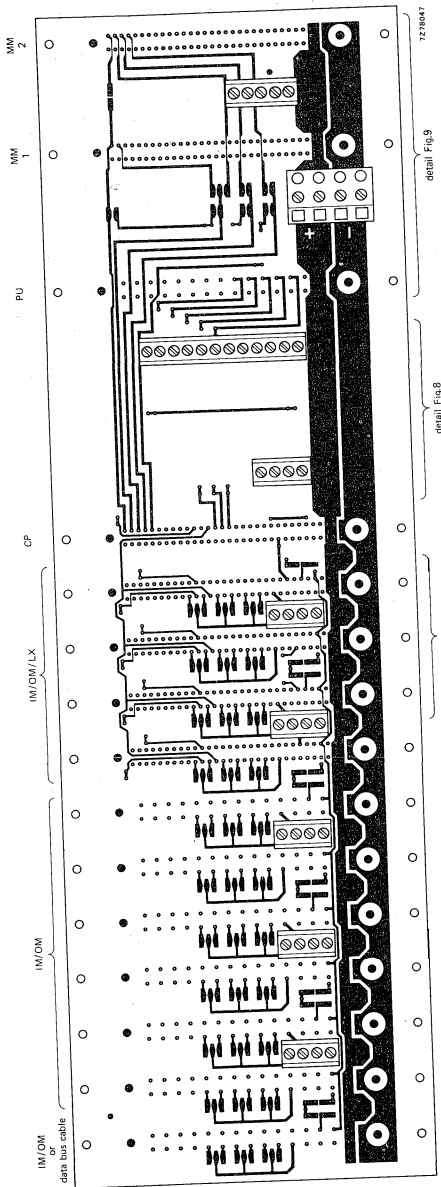 MM
2
MM
1
PU
CP
IM/OM/LX
IM/OM
IM/OM
or
data bus cable
+
−
7Z78047
detail Fig.9
detail Fig.8